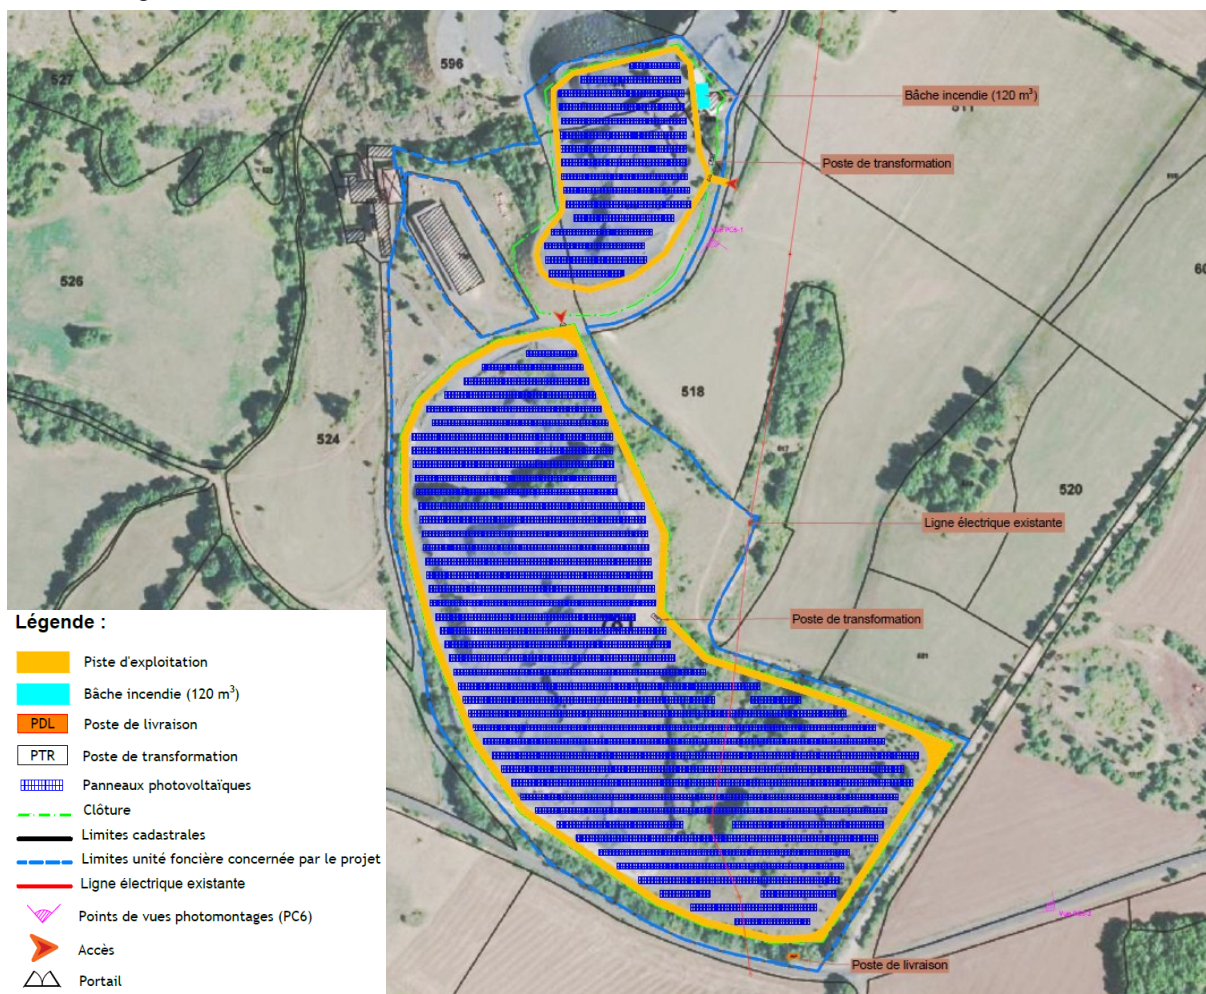 596
527
Bâche incendie (120 m³)
Poste de transformation
526
518
524
520
Ligne électrique existante
Poste de transformation
Légende :
Piste d'exploitation
Bâche incendie (120 m³)
PDL Poste de livraison
PTR Poste de transformation
Panneaux photovoltaïques
Clôture
Limites cadastrales
Limites unité foncière concernée par le projet
Ligne électrique existante
Points de vues photomontages (PC6)
Accès
Portail
Poste de livraison